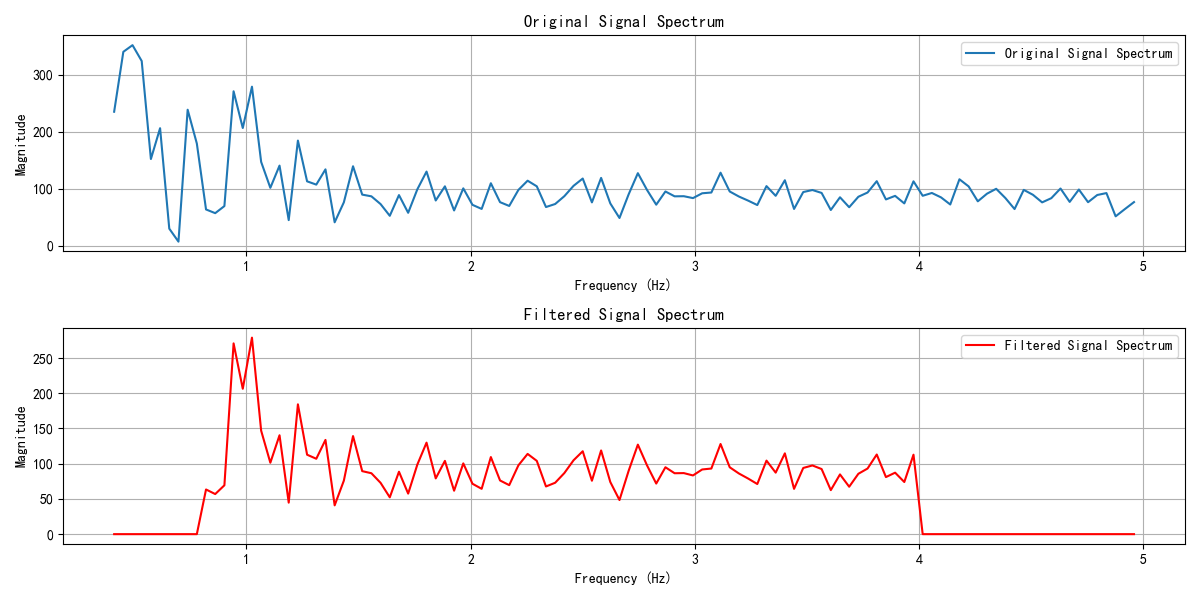 Original Signal Spectrum
Original Signal Spectrum
Magnitude
300
200
100
0
1 2 3 4 5
Frequency (Hz)
Filtered Signal Spectrum
Filtered Signal Spectrum
Magnitude
250
200
150
100
50
0
1 2 3 4 5
Frequency (Hz)